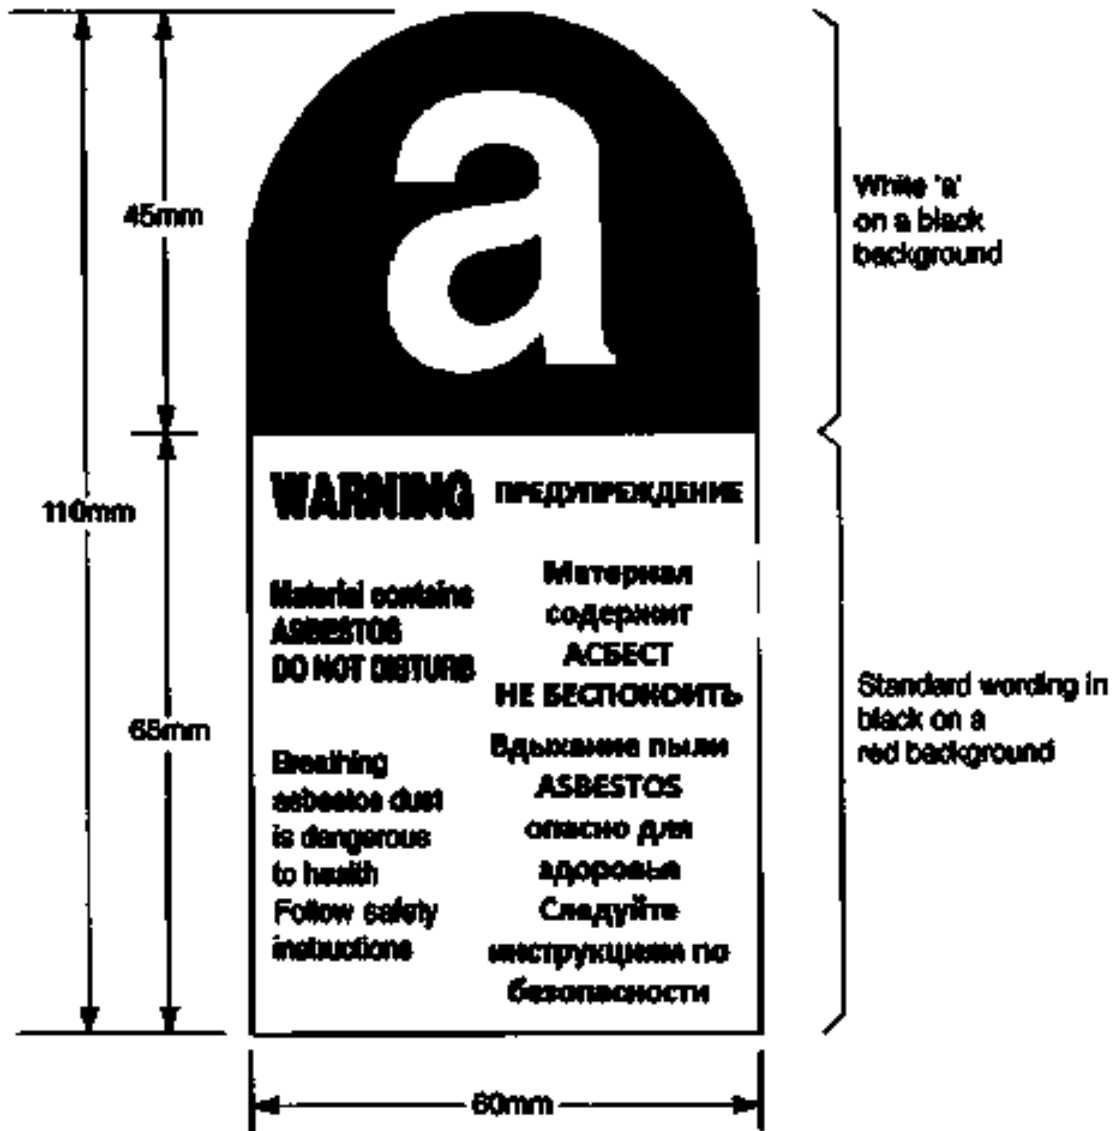 a
45mm
White 'a'
on a black
background
110mm
WARNING
Material contains
ASBESTOS
DO NOT DISTURB
Breathing
asbestos dust
is dangerous
to health
Follow safety
instructions
ПРЕДУПРЕЖДЕНИЕ
Материал
содержит
АСБЕСТ
НЕ БЕСПОКОИТЬ
Вдыхание пыли
ASBESTOS
опасно для
здоровья
Следуйте
инструкциям по
безопасности
65mm
Standard wording in
black on a
red background
60mm